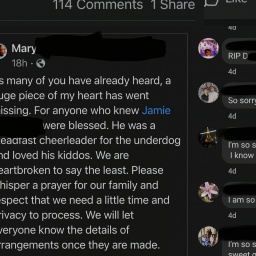 114 Comments 1 Share
Mary
18h ·
s many of you have already heard, a
uge piece of my heart has went
issing. For anyone who knew Jamie
were blessed. He was a
eadfast cheerleader for the underdog
nd loved his kiddos. We are
eartbroken to say the least. Please
hisper a prayer for our family and
espect that we need a little time and
rivacy to process. We will let
veryone know the details of
rrangements once they are made.
Like
4d
RIP D
4d
So sorry
4d
I'm so s
I know
4d
I am so
4d
I'm so s
sweet